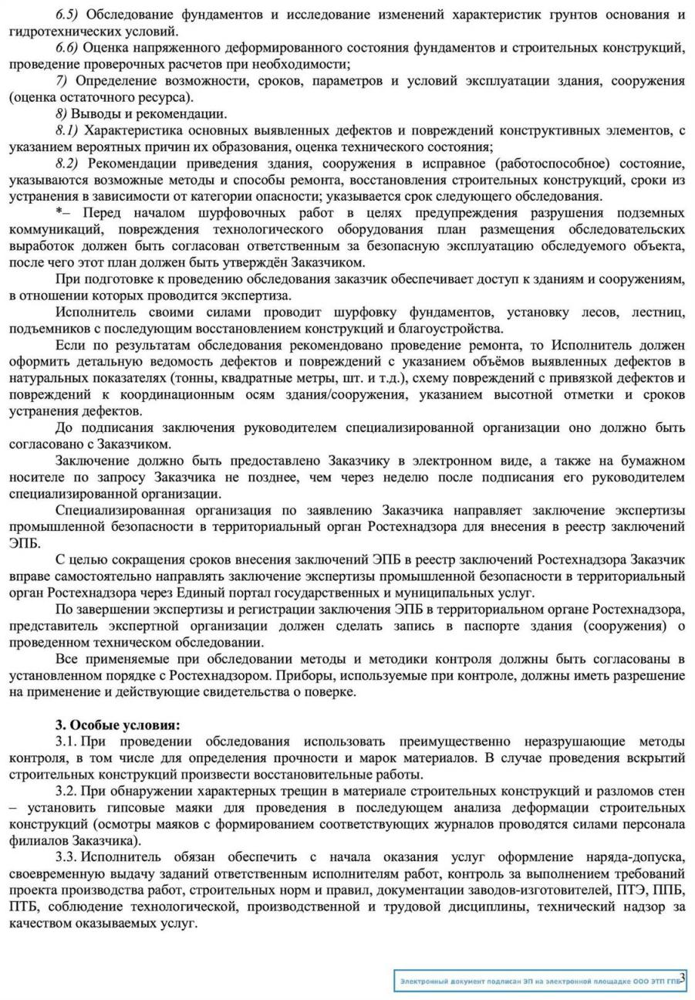 6.5) Обследование фундаментов и исследование изменений характеристик грунтов основания и
гидротехнических условий.
6.6) Оценка напряженного деформированного состояния фундаментов и строительных конструкций,
проведение проверочных расчетов при необходимости;
7) Определение возможности, сроков, параметров и условий эксплуатации здания, сооружения
(оценка остаточного ресурса).
8) Выводы и рекомендации.
8.1) Характеристика основных выявленных дефектов и повреждений конструктивных элементов, с
указанием вероятных причин их образования, оценка технического состояния;
8.2) Рекомендации приведения здания, сооружения в исправное (работоспособное) состояние,
указываются возможные методы и способы ремонта, восстановления строительных конструкций, сроки из
устранения в зависимости от категории опасности; указывается срок следующего обследования.
*– Перед началом шурфовочных работ в целях предупреждения разрушения подземных
коммуникаций, повреждения технологического оборудования план размещения обследовательских
выработок должен быть согласован ответственным за безопасную эксплуатацию обследуемого объекта,
после чего этот план должен быть утверждён Заказчиком.
При подготовке к проведению обследования заказчик обеспечивает доступ к зданиям и сооружениям,
в отношении которых проводится экспертиза.
Исполнитель своими силами проводит шурфовку фундаментов, установку лесов, лестниц,
подъемников с последующим восстановлением конструкций и благоустройства.
Если по результатам обследования рекомендовано проведение ремонта, то Исполнитель должен
оформить детальную ведомость дефектов и повреждений с указанием объёмов выявленных дефектов в
натуральных показателях (тонны, квадратные метры, шт. и т.д.), схему повреждений с привязкой дефектов и
повреждений к координационным осям здания/сооружения, указанием высотной отметки и сроков
устранения дефектов.
До подписания заключения руководителем специализированной организации оно должно быть
согласовано с Заказчиком.
Заключение должно быть предоставлено Заказчику в электронном виде, а также на бумажном
носителе по запросу Заказчика не позднее, чем через неделю после подписания его руководителем
специализированной организации.
Специализированная организация по заявлению Заказчика направляет заключение экспертизы
промышленной безопасности в территориальный орган Ростехнадзора для внесения в реестр заключений
ЭПБ.
С целью сокращения сроков внесения заключений ЭПБ в реестр заключений Ростехнадзора Заказчик
вправе самостоятельно направлять заключение экспертизы промышленной безопасности в территориальный
орган Ростехнадзора через Единый портал государственных и муниципальных услуг.
По завершении экспертизы и регистрации заключения ЭПБ в территориальном органе Ростехнадзора,
представитель экспертной организации должен сделать запись в паспорте здания (сооружения) о
проведенном техническом обследовании.
Все применяемые при обследовании методы и методики контроля должны быть согласованы в
установленном порядке с Ростехнадзором. Приборы, используемые при контроле, должны иметь разрешение
на применение и действующие свидетельства о поверке.
3. Особые условия:
3.1. При проведении обследования использовать преимущественно неразрушающие методы
контроля, в том числе для определения прочности и марок материалов. В случае проведения вскрытий
строительных конструкций произвести восстановительные работы.
3.2. При обнаружении характерных трещин в материале строительных конструкций и разломов стен
– установить гипсовые маяки для проведения в последующем анализа деформации строительных
конструкций (осмотры маяков с формированием соответствующих журналов проводятся силами персонала
филиалов Заказчика).
3.3. Исполнитель обязан обеспечить с начала оказания услуг оформление наряда-допуска,
своевременную выдачу заданий ответственным исполнителям работ, контроль за выполнением требований
проекта производства работ, строительных норм и правил, документации заводов-изготовителей, ПТЭ, ППБ,
ПТБ, соблюдение технологической, производственной и трудовой дисциплины, технический надзор за
качеством оказываемых услуг.
Электронный документ подписан ЭП на электронной площадке ООО ЭТП ГПБ
3